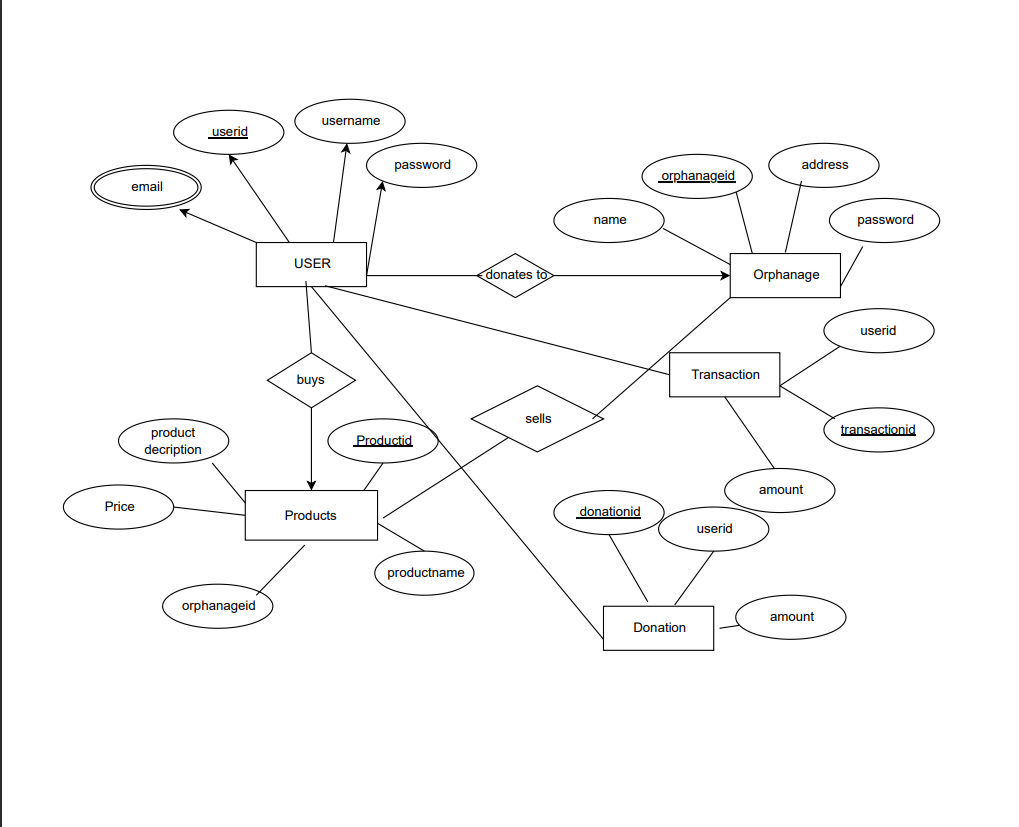 username
userid
password
email
orphanageid
address
name
password
USER
donates to
Orphanage
userid
Transaction
buys
sells
product
decription
Productid
transactionid
Price
Products
amount
donationid
userid
productname
orphanageid
Donation
amount